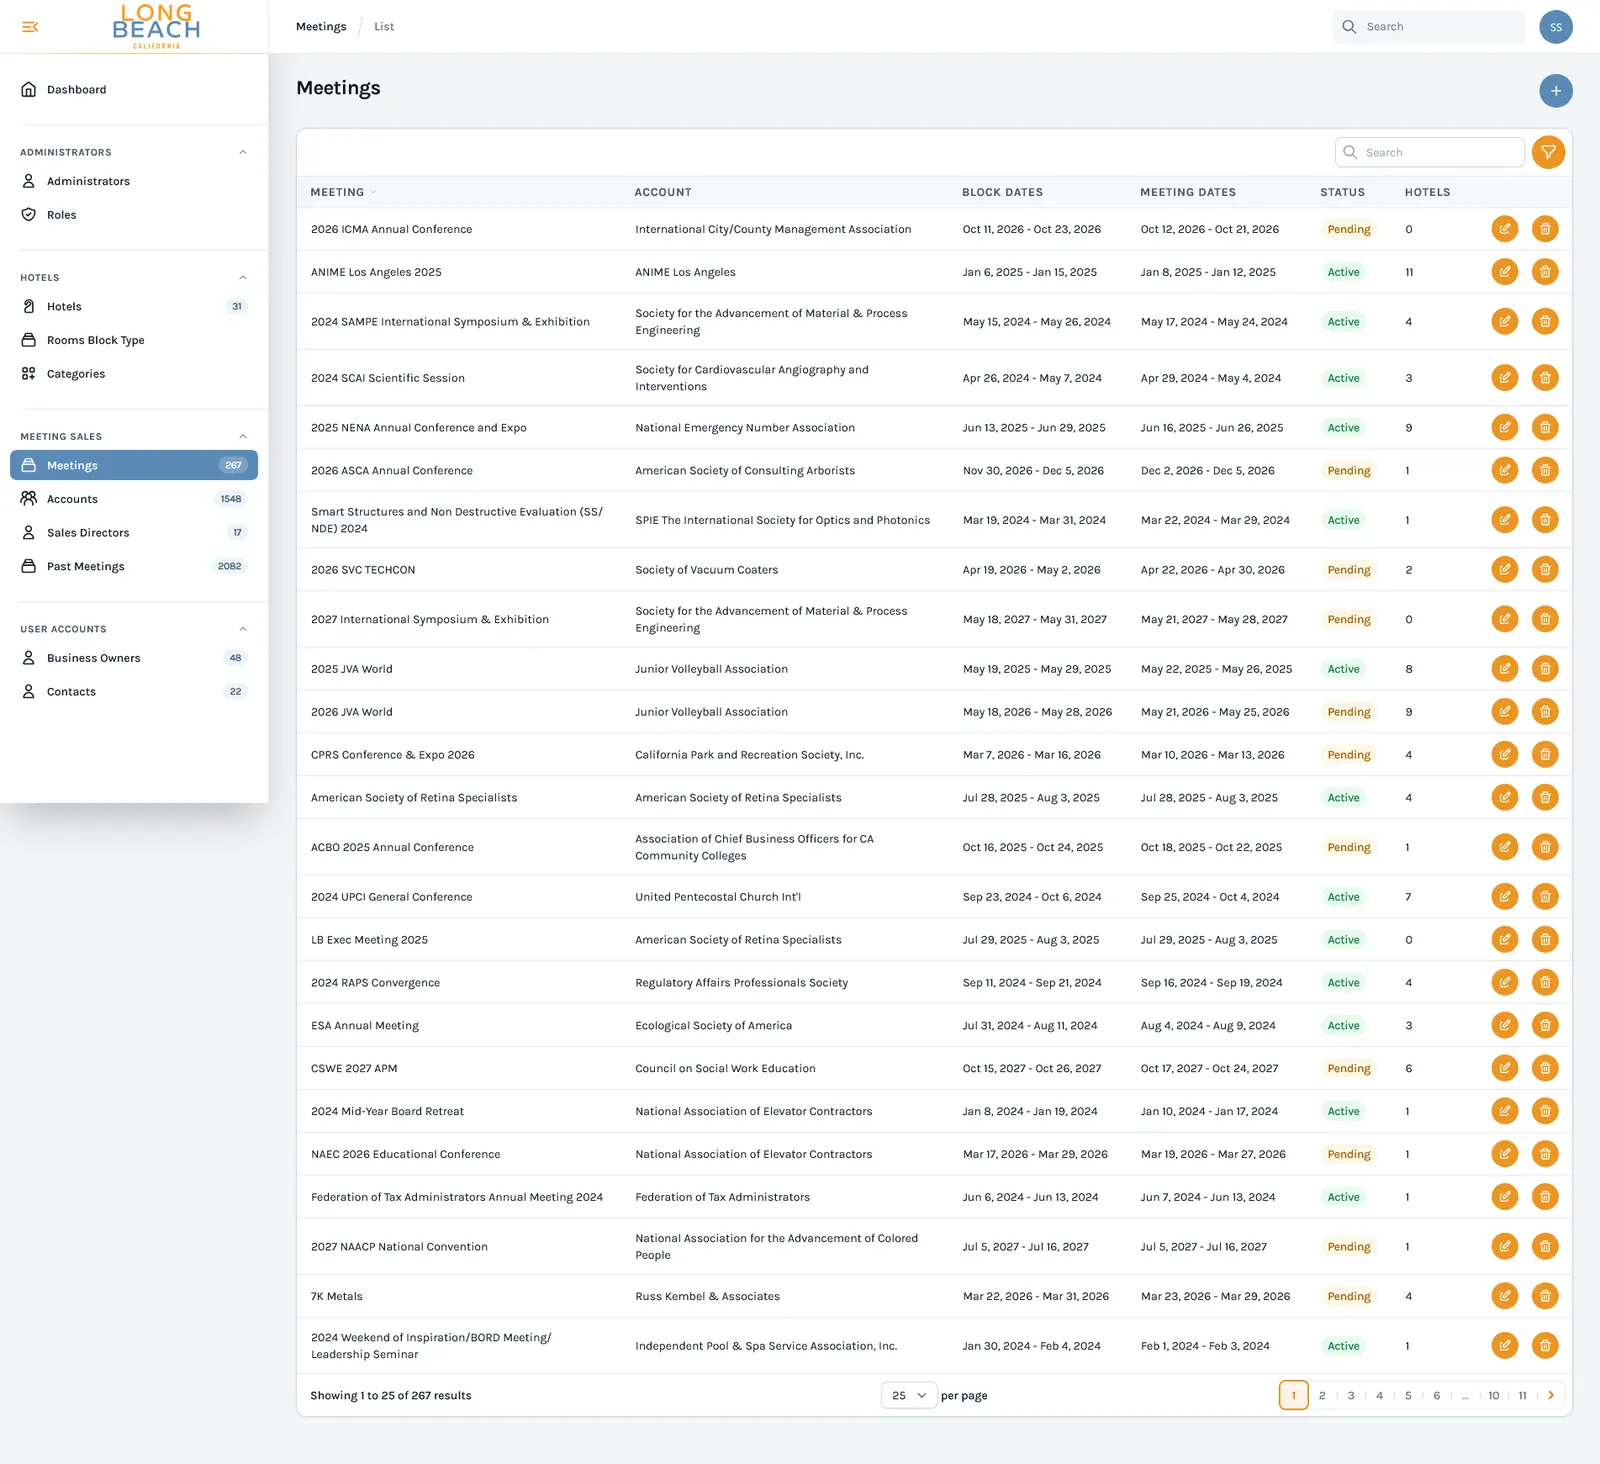 LONG
BEACH
CALIFORNIA
Meetings / List
Search
SS
Dashboard
ADMINISTRATORS
Administrators
Roles
HOTELS
Hotels 31
Rooms Block Type
Categories
MEETING SALES
Meetings 267
Accounts 1548
Sales Directors 17
Past Meetings 2082
USER ACCOUNTS
Business Owners 48
Contacts 22
Meetings
Search
MEETING ACCOUNT BLOCK DATES MEETING DATES STATUS HOTELS
2026 ICMA Annual Conference International City/County Management Association Oct 11, 2026 - Oct 23, 2026 Oct 12, 2026 - Oct 21, 2026 Pending 0
ANIME Los Angeles 2025 ANIME Los Angeles Jan 6, 2025 - Jan 15, 2025 Jan 8, 2025 - Jan 12, 2025 Active 11
2024 SAMPE International Symposium & Exhibition Society for the Advancement of Material & Process
Engineering May 15, 2024 - May 26, 2024 May 17, 2024 - May 24, 2024 Active 4
2024 SCAI Scientific Session Society for Cardiovascular Angiography and
Interventions Apr 26, 2024 - May 7, 2024 Apr 29, 2024 - May 4, 2024 Active 3
2025 NENA Annual Conference and Expo National Emergency Number Association Jun 13, 2025 - Jun 29, 2025 Jun 16, 2025 - Jun 26, 2025 Active 9
2026 ASCA Annual Conference American Society of Consulting Arborists Nov 30, 2026 - Dec 5, 2026 Dec 2, 2026 - Dec 5, 2026 Pending 1
Smart Structures and Non Destructive Evaluation (SS/
NDE) 2024 SPIE The International Society for Optics and Photonics Mar 19, 2024 - Mar 31, 2024 Mar 22, 2024 - Mar 29, 2024 Active 1
2026 SVC TECHCON Society of Vacuum Coaters Apr 19, 2026 - May 2, 2026 Apr 22, 2026 - Apr 30, 2026 Pending 2
2027 International Symposium & Exhibition Society for the Advancement of Material & Process
Engineering May 18, 2027 - May 31, 2027 May 21, 2027 - May 28, 2027 Pending 0
2025 JVA World Junior Volleyball Association May 19, 2025 - May 29, 2025 May 22, 2025 - May 26, 2025 Active 8
2026 JVA World Junior Volleyball Association May 18, 2026 - May 28, 2026 May 21, 2026 - May 25, 2026 Pending 9
CPRS Conference & Expo 2026 California Park and Recreation Society, Inc. Mar 7, 2026 - Mar 16, 2026 Mar 10, 2026 - Mar 13, 2026 Pending 4
American Society of Retina Specialists American Society of Retina Specialists Jul 28, 2025 - Aug 3, 2025 Jul 28, 2025 - Aug 3, 2025 Active 4
ACBO 2025 Annual Conference Association of Chief Business Officers for CA
Community Colleges Oct 16, 2025 - Oct 24, 2025 Oct 18, 2025 - Oct 22, 2025 Pending 1
2024 UPCI General Conference United Pentecostal Church Int'l Sep 23, 2024 - Oct 6, 2024 Sep 25, 2024 - Oct 4, 2024 Active 7
LB Exec Meeting 2025 American Society of Retina Specialists Jul 29, 2025 - Aug 3, 2025 Jul 29, 2025 - Aug 3, 2025 Active 0
2024 RAPS Convergence Regulatory Affairs Professionals Society Sep 11, 2024 - Sep 21, 2024 Sep 16, 2024 - Sep 19, 2024 Active 4
ESA Annual Meeting Ecological Society of America Jul 31, 2024 - Aug 11, 2024 Aug 4, 2024 - Aug 9, 2024 Active 3
CSWE 2027 APM Council on Social Work Education Oct 15, 2027 - Oct 26, 2027 Oct 17, 2027 - Oct 24, 2027 Pending 6
2024 Mid-Year Board Retreat National Association of Elevator Contractors Jan 8, 2024 - Jan 19, 2024 Jan 10, 2024 - Jan 17, 2024 Active 1
NAEC 2026 Educational Conference National Association of Elevator Contractors Mar 17, 2026 - Mar 29, 2026 Mar 19, 2026 - Mar 27, 2026 Pending 1
Federation of Tax Administrators Annual Meeting 2024 Federation of Tax Administrators Jun 6, 2024 - Jun 13, 2024 Jun 7, 2024 - Jun 13, 2024 Active 1
2027 NAACP National Convention National Association for the Advancement of Colored
People Jul 5, 2027 - Jul 16, 2027 Jul 5, 2027 - Jul 16, 2027 Pending 1
7K Metals Russ Kembel & Associates Mar 22, 2026 - Mar 31, 2026 Mar 23, 2026 - Mar 29, 2026 Pending 4
2024 Weekend of Inspiration/BORD Meeting/
Leadership Seminar Independent Pool & Spa Service Association, Inc. Jan 30, 2024 - Feb 4, 2024 Feb 1, 2024 - Feb 3, 2024 Active 1
Showing 1 to 25 of 267 results 25 per page 1 2 3 4 5 6 ... 10 11